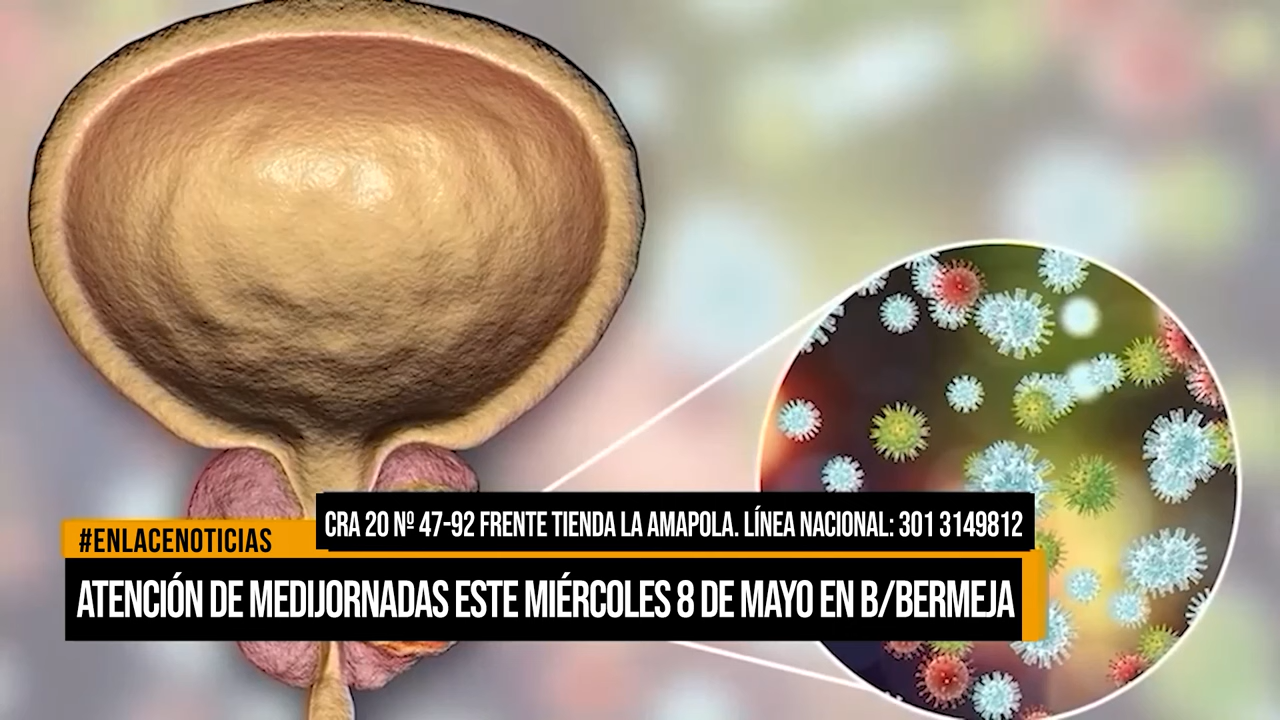 CRA 20 Nº 47-92 FRENTE TIENDA LA AMAPOLA. LÍNEA NACIONAL: 301 3149812
#ENLACENOTICIAS
ATENCIÓN DE MEDIJORNADAS ESTE MIÉRCOLES 8 DE MAYO EN B/BERMEJA